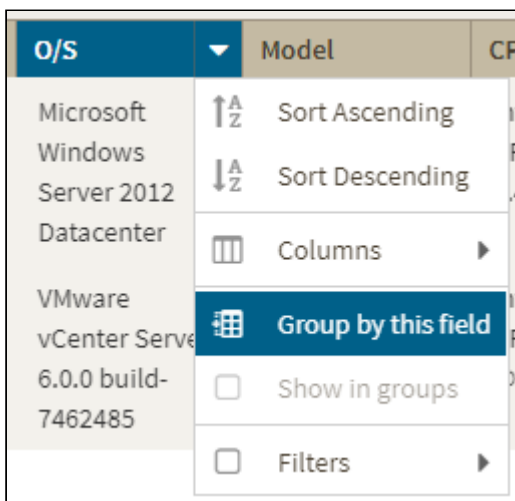 O/S
Model
Microsoft
Windows
Server 2012
Datacenter
VMware
vCenter
6.0.0 build-
7462485
Sort Ascending
Sort Descending
Columns
Group by this field
Show in groups
Filters